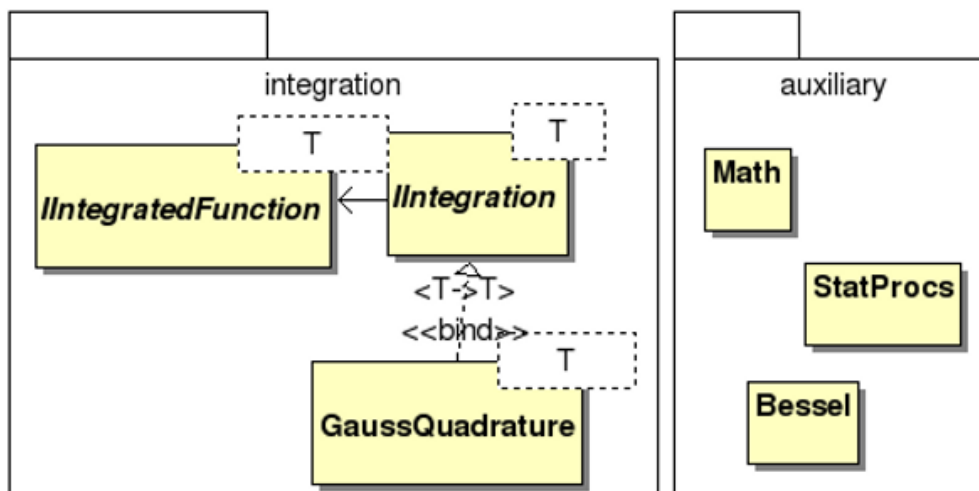 integration
T
T
IIntegratedFunction
IIntegration
<T->T>
<<bind>>
T
GaussQuadrature
auxiliary
Math
StatProcs
Bessel